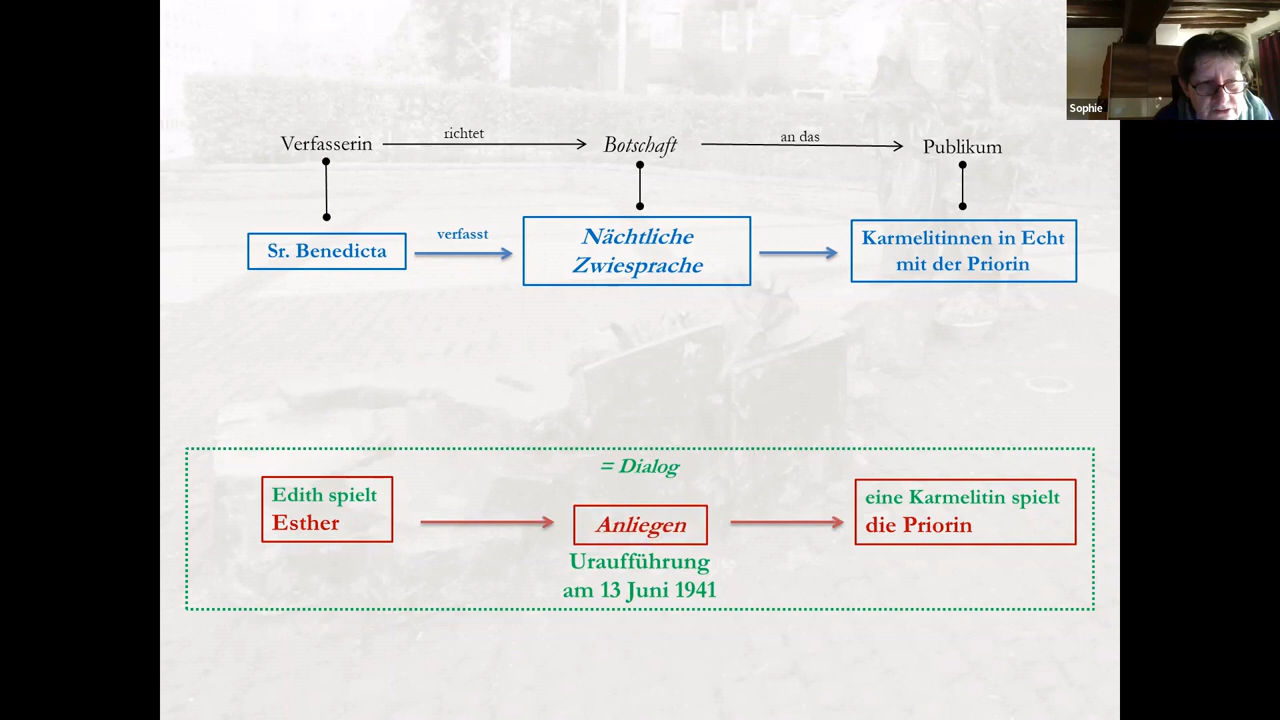 Sophie
Verfasserin
richtet
Botschaft
an das
Publikum
Sr. Benedicta
verfasst
Nächtliche
Zwiesprache
Karmelitinnen in Echt
mit der Priorin
= Dialog
Edith spielt
Esther
Anliegen
eine Karmelitin spielt
die Priorin
Uraufführung
am 13 Juni 1941